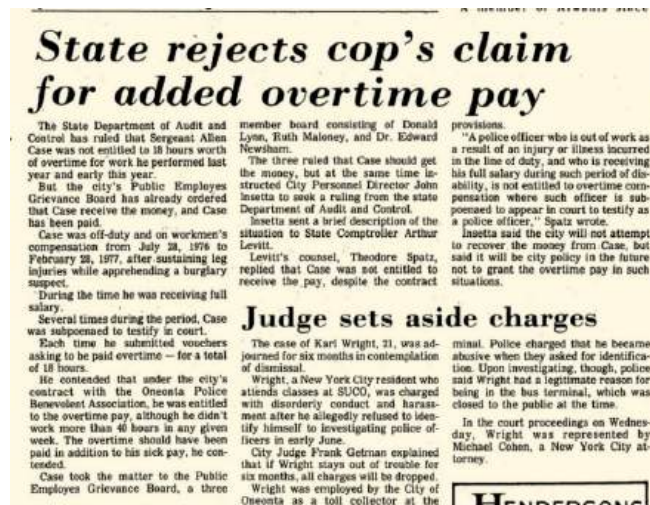 State rejects cop's claim
for added overtime pay
The State Department of Audit and
Control has ruled that Sergeant Allen
Case was not entitled to 18 hours worth
of overtime for work he performed last
year and early this year.
But the city's Public Employes
Grievance Board has already ordered
that Case receive the money, and Case
has been paid.
Case was off-duty and on workmen's
compensation from July 28, 1976 to
February 28, 1977, after sustaining leg
injuries while apprehending a burglary
suspect.
During the time he was receiving full
salary.
Several times during the period, Case
was subpoenaed to testify in court.
Each time he submitted vouchers
asking to be paid overtime — for a total
of 18 hours.
He contended that under the city's
contract with the Oneonta Police
Benevolent Association, he was entitled
to the overtime pay, although he didn't
work more than 40 hours in any given
week. The overtime should have been
paid in addition to his sick pay, he con-
tended.
Case took the matter to the Public
Employes Grievance Board, a three
member board consisting of Donald
Lynn, Ruth Maloney, and Dr. Edward
Newsham.
The three ruled that Case should get
the money, but at the same time in-
structed City Personnel Director John
Insetta to seek a ruling from the state
Department of Audit and Control.
Insetta sent a brief description of the
situation to State Comptroller Arthur
Levitt.
Levitt's counsel, Theodore Spatz,
replied that Case was not entitled to
receive the pay, despite the contract
provisions.
"A police officer who is out of work as
a result of an injury or illness incurred
in the line of duty, and who is receiving
his full salary during such period of dis-
ability, is not entitled to overtime com-
pensation where such officer is sub-
poenaed to appear in court to testify as
a police officer," Spatz wrote.
Insetta said the city will not attempt
to recover the money from Case, but
said it will be city policy in the future
not to grant the overtime pay in such
situations.
Judge sets aside charges
The case of Karl Wright, 21, was ad-
journed for six months in contemplation
of dismissal.
Wright, a New York City resident who
attends classes at SUCO, was charged
with disorderly conduct and harass-
ment after he allegedly refused to iden-
tify himself to investigating police of-
ficers in early June.
City Judge Frank Getman explained
that if Wright stays out of trouble for
six months, all charges will be dropped.
Wright was employed by the City of
Oneonta as a toll collector at the
minal. Police charged that he became
abusive when they asked for identifica-
tion. Upon investigating, though, police
said Wright had a legitimate reason for
being in the bus terminal, which was
closed to the public at the time.
In the court proceedings on Wednes-
day, Wright was represented by
Michael Cohen, a New York City at-
torney.
HENDERSONS